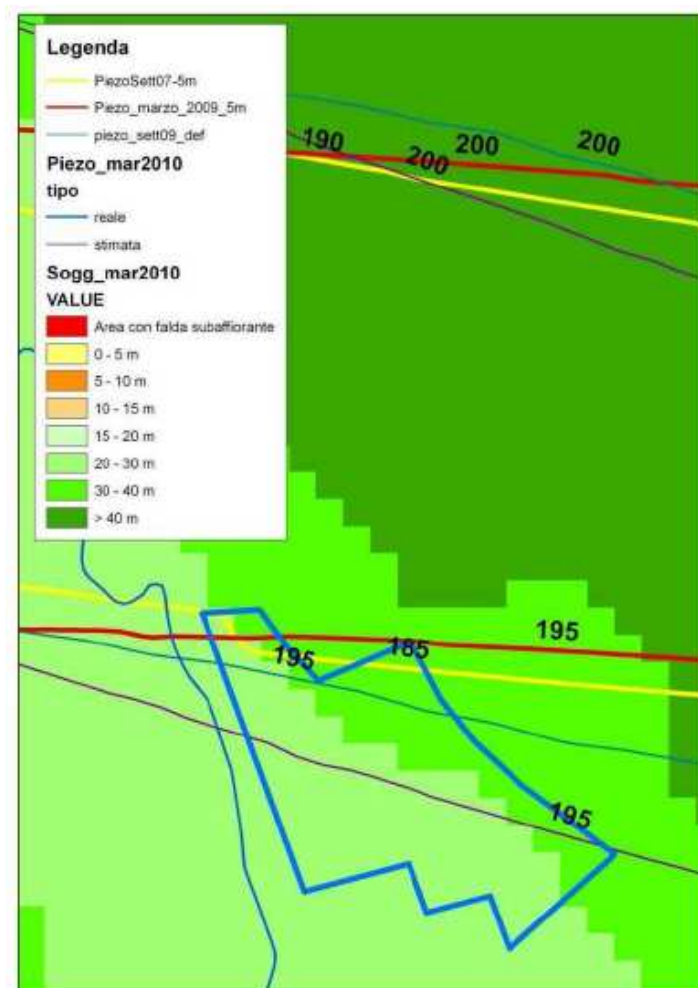 Legenda
PiezoSett07-5m
Piezo_marzo_2009_5m
piezo_sett09_def
Piezo_mar2010
tipo
reale
stimata
Sogg_mar2010
VALUE
Area con falda subaffiorante
0 - 5 m
5 - 10 m
10 - 15 m
15 - 20 m
20 - 30 m
30 - 40 m
> 40 m
190
200
200
200
195
185
195
195